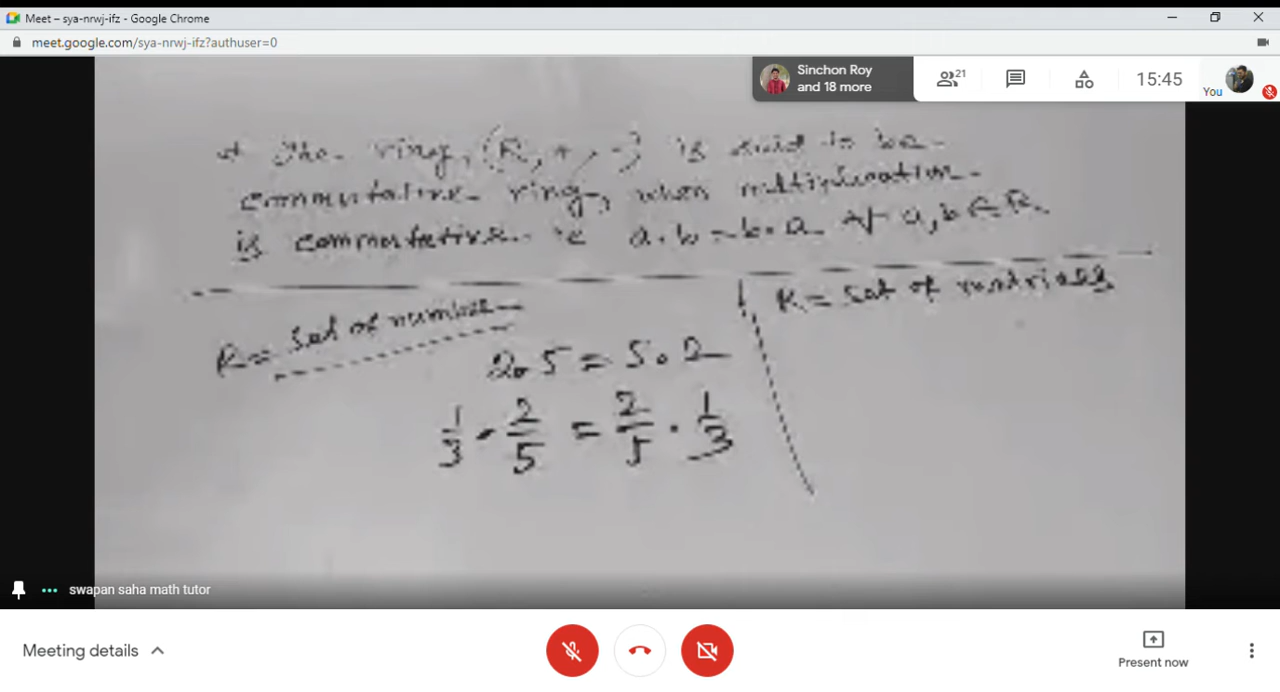 Meet – sya-nrwj-ifz - Google Chrome
meet.google.com/sya-nrwj-ifz?authuser=0
Sinchon Roy
and 18 more
21
15:45
You
The ring, (R, +, ·) is said to be
commutative ring, when multiplication
is commutative ie a.b = b.a ∀ a, b ∈ R.
R = set of number
R = set of matrices
2.5 = 5.2
1/3 · 2/5 = 2/5 · 1/3
swapan saha math tutor
Meeting details
Present now